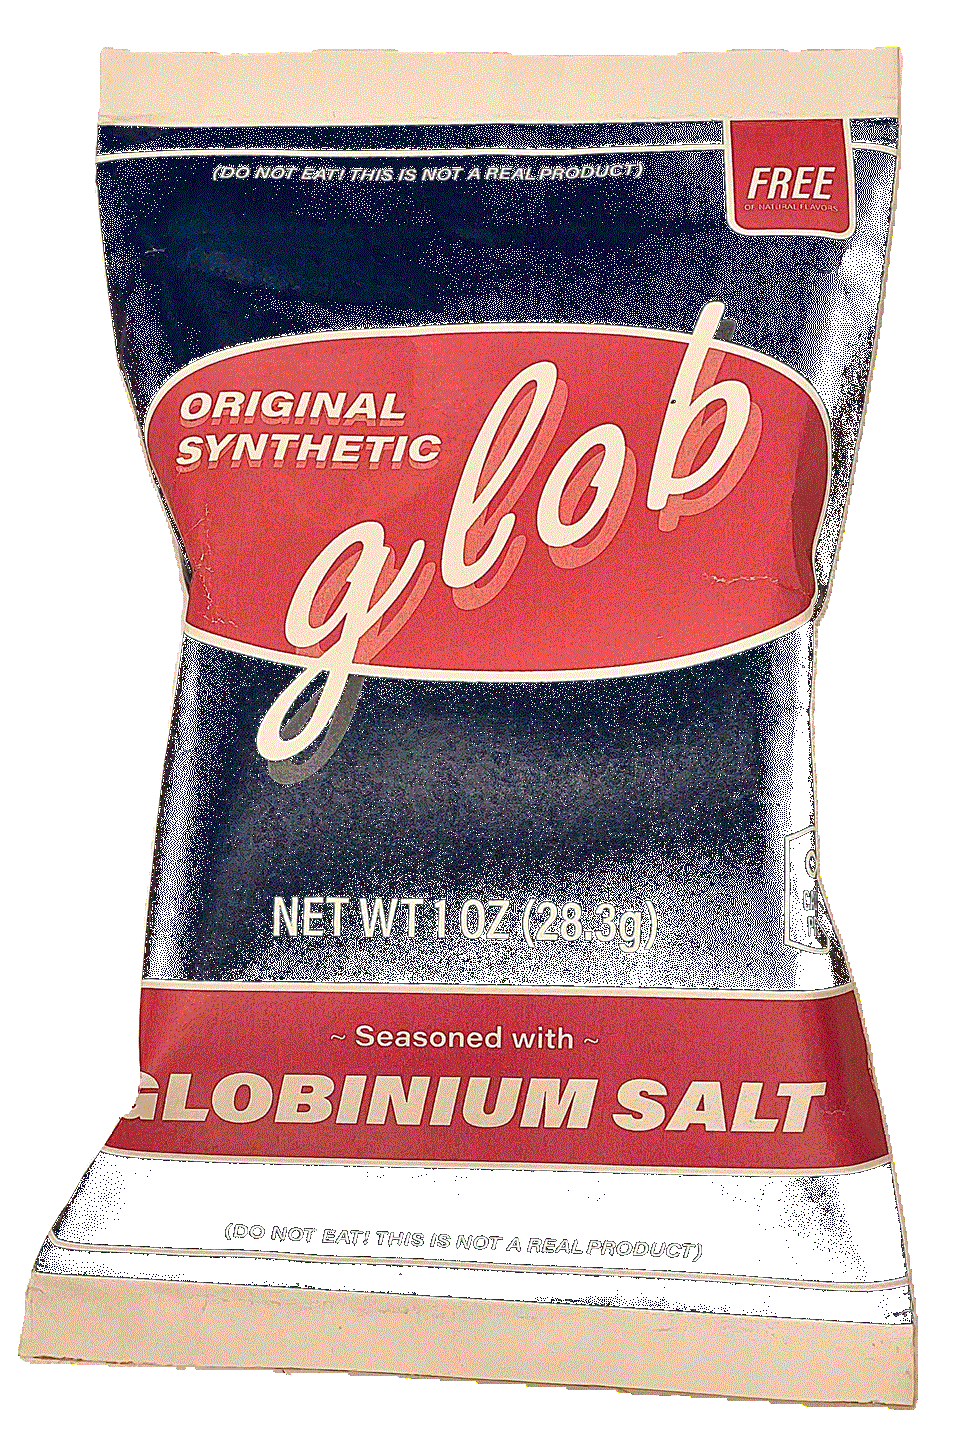 (DO NOT EAT! THIS IS NOT A REAL PRODUCT)
FREE
OF NATURAL FLAVORS
ORIGINAL
SYNTHETIC
glob
NET WT 1 OZ (28.3g)
~ Seasoned with ~
GLOBINIUM SALT
(DO NOT EAT! THIS IS NOT A REAL PRODUCT)